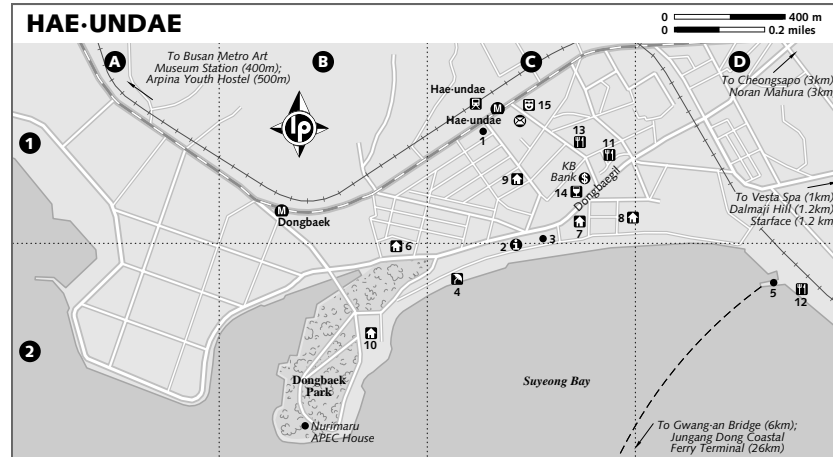 HAE·UNDAE
0 400 m
0 0.2 miles
A
B
C
D
To Busan Metro Art
Museum Station (400m);
Arpina Youth Hostel (500m)
To Cheongsapo (3km)
Noran Mahura (3km)
lp
Hae-undae
M
15
Hae-undae
1
1
13
11
KB
Bank
$
9
14
Dongbaegil
To Vesta Spa (1km)
Dalmaji Hill (1.2km)
Starface (1.2 km
M
Dongbaek
7
8
6
2
i
3
4
5
12
2
10
Dongbaek
Park
Suyeong Bay
Nurimaru
APEC House
To Gwang-an Bridge (6km);
Jungang Dong Coastal
Ferry Terminal (26km)